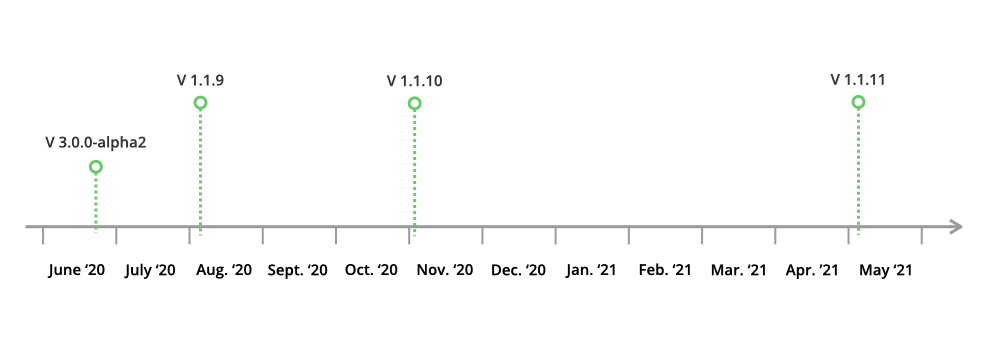 V 1.1.9
V 1.1.10
V 1.1.11
V 3.0.0-alpha2
June ‘20
July ‘20
Aug. ‘20
Sept. ‘20
Oct. ‘20
Nov. ‘20
Dec. ‘20
Jan. ‘21
Feb. ‘21
Mar. ‘21
Apr. ‘21
May ‘21